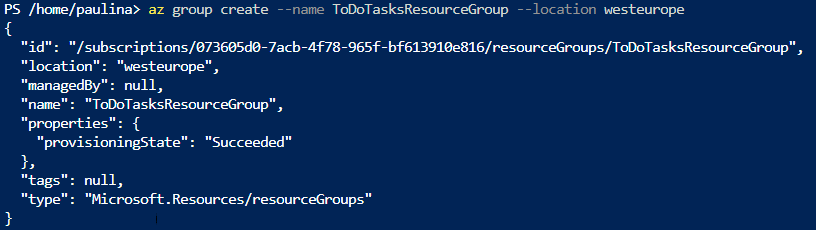 PS /home/paulina> az group create --name ToDoTasksResourceGroup --location westeurope
{
  "id": "/subscriptions/073605d0-7acb-4f78-965f-bf613910e816/resourceGroups/ToDoTasksResourceGroup",
  "location": "westeurope",
  "managedBy": null,
  "name": "ToDoTasksResourceGroup",
  "properties": {
    "provisioningState": "Succeeded"
  },
  "tags": null,
  "type": "Microsoft.Resources/resourceGroups"
}